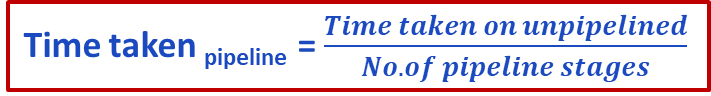 Time taken pipeline = Time taken on unpipelined
No.of pipeline stages